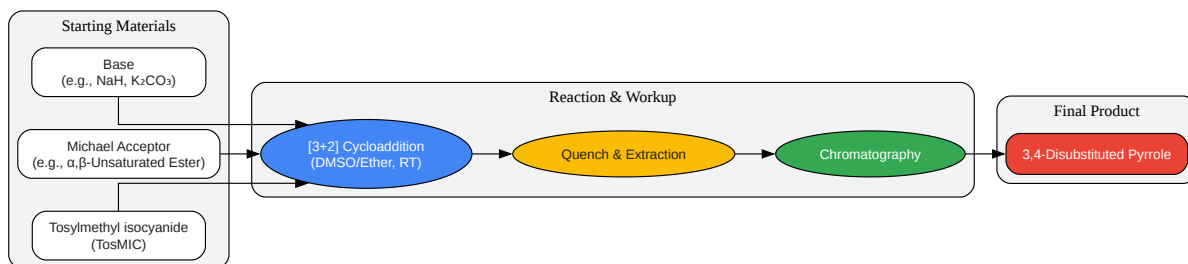 Starting Materials
Base
(e.g., NaH, K₂CO₃)
Michael Acceptor
(e.g., α,β-Unsaturated Ester)
Tosylmethyl isocyanide
(TosMIC)
Reaction & Workup
[3+2] Cycloaddition
(DMSO/Ether, RT)
Quench & Extraction
Chromatography
Final Product
3,4-Disubstituted Pyrrole